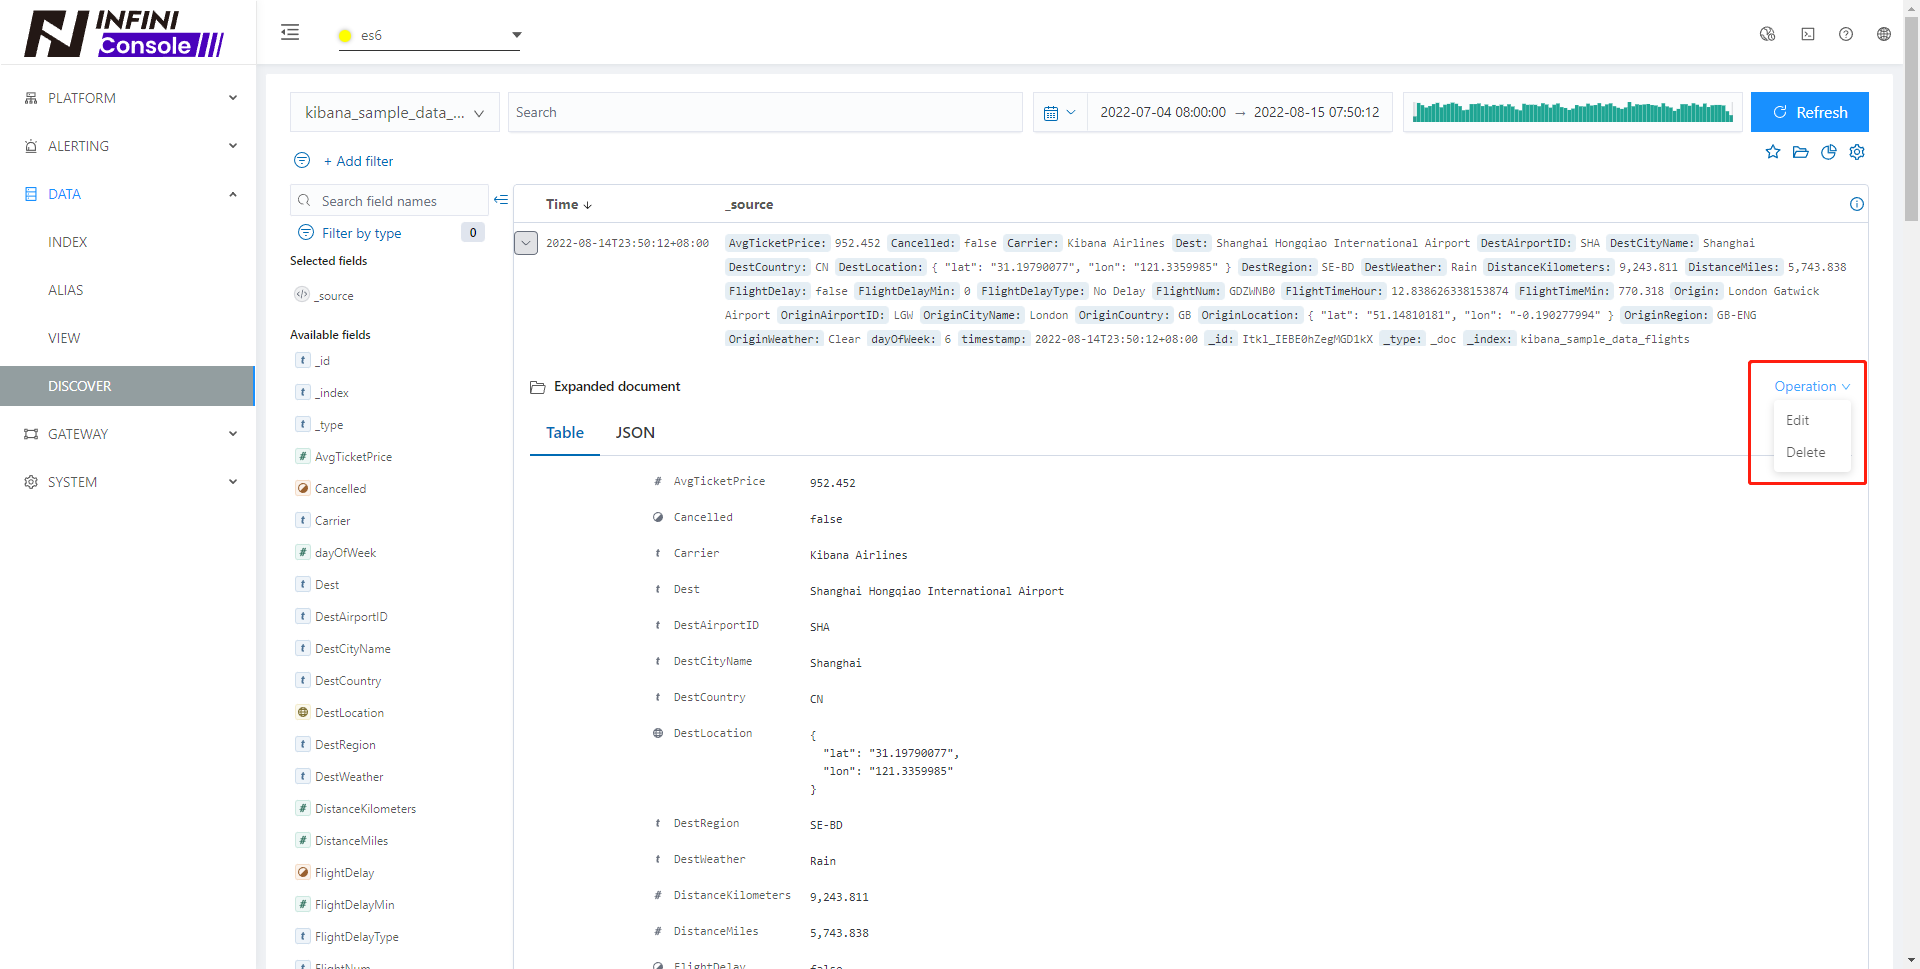 INFINI
Console
es6
PLATFORM
ALERTING
DATA
INDEX
ALIAS
VIEW
DISCOVER
GATEWAY
SYSTEM
kibana_sample_data_...
Search
2022-07-04 08:00:00 → 2022-08-15 07:50:12
Refresh
+ Add filter
Search field names
Filter by type 0
Selected fields
_source
Available fields
t _id
t _index
t _type
# AvgTicketPrice
Cancelled
t Carrier
# dayOfWeek
t Dest
t DestAirportID
t DestCityName
t DestCountry
DestLocation
t DestRegion
t DestWeather
# DistanceKilometers
# DistanceMiles
FlightDelay
# FlightDelayMin
t FlightDelayType
t FlightNum
Time ↓ _source
2022-08-14T23:50:12+08:00 AvgTicketPrice: 952.452 Cancelled: false Carrier: Kibana Airlines Dest: Shanghai Hongqiao International Airport DestAirportID: SHA DestCityName: Shanghai
DestCountry: CN DestLocation: { "lat": "31.19790077", "lon": "121.3359985" } DestRegion: SE-BD DestWeather: Rain DistanceKilometers: 9,243.811 DistanceMiles: 5,743.838
FlightDelay: false FlightDelayMin: 0 FlightDelayType: No Delay FlightNum: GDZWNB0 FlightTimeHour: 12.838626338153874 FlightTimeMin: 770.318 Origin: London Gatwick
Airport OriginAirportID: LGW OriginCityName: London OriginCountry: GB OriginLocation: { "lat": "51.14810181", "lon": "-0.190277994" } OriginRegion: GB-ENG
OriginWeather: Clear dayOfWeek: 6 timestamp: 2022-08-14T23:50:12+08:00 _id: Itkl_IEBE0hZegMGD1kX _type: _doc _index: kibana_sample_data_flights
Expanded document
Operation
Edit
Delete
Table JSON
# AvgTicketPrice 952.452
Cancelled false
t Carrier Kibana Airlines
t Dest Shanghai Hongqiao International Airport
t DestAirportID SHA
t DestCityName Shanghai
t DestCountry CN
DestLocation {
"lat": "31.19790077",
"lon": "121.3359985"
}
t DestRegion SE-BD
t DestWeather Rain
# DistanceKilometers 9,243.811
# DistanceMiles 5,743.838
FlightDelay false